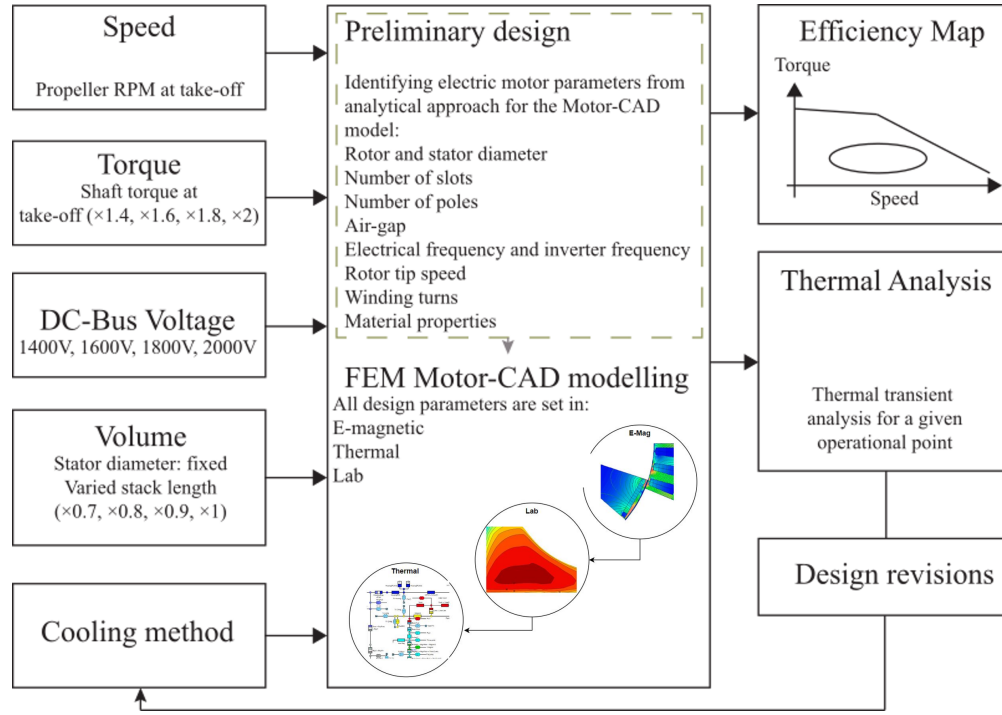 Speed
Propeller RPM at take-off
Torque
Shaft torque at
take-off (×1.4, ×1.6, ×1.8, ×2)
DC-Bus Voltage
1400V, 1600V, 1800V, 2000V
Volume
Stator diameter: fixed
Varied stack length
(×0.7, ×0.8, ×0.9, ×1)
Cooling method
Preliminary design
Identifying electric motor parameters from
analytical approach for the Motor-CAD
model:
Rotor and stator diameter
Number of slots
Number of poles
Air-gap
Electrical frequency and inverter frequency
Rotor tip speed
Winding turns
Material properties
FEM Motor-CAD modelling
All design parameters are set in:
E-magnetic
Thermal
Lab
E-Mag
Lab
Thermal
Efficiency Map
Torque
Speed
Thermal Analysis
Thermal transient
analysis for a given
operational point
Design revisions